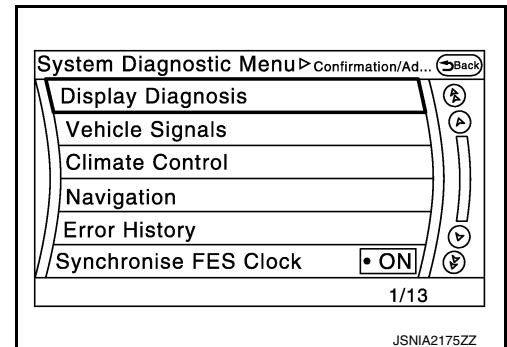 System Diagnostic Menu ▷ Confirmation/Ad... Back
Display Diagnosis
Vehicle Signals
Climate Control
Navigation
Error History
Synchronise FES Clock • ON
1/13
JSNIA2175ZZ